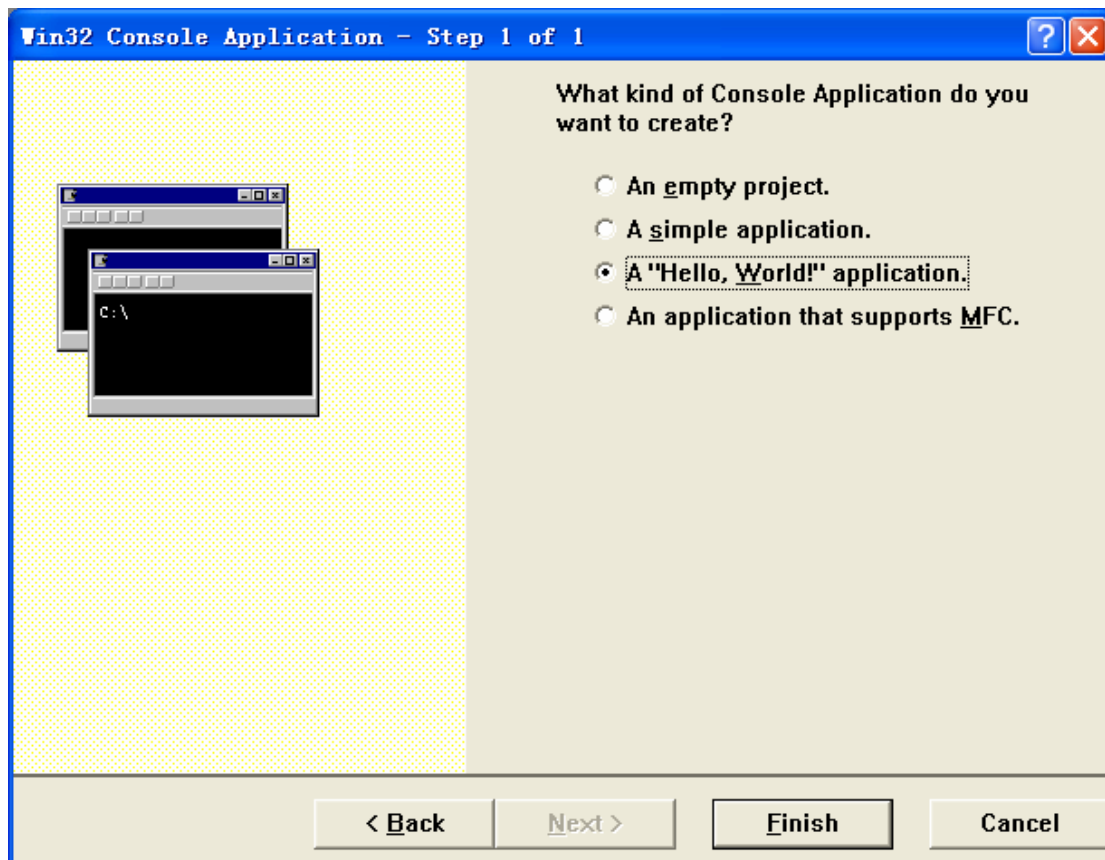 Win32 Console Application - Step 1 of 1
What kind of Console Application do you
want to create?
An empty project.
A simple application.
A "Hello, World!" application.
An application that supports MFC.
C:\
< Back
Next >
Finish
Cancel